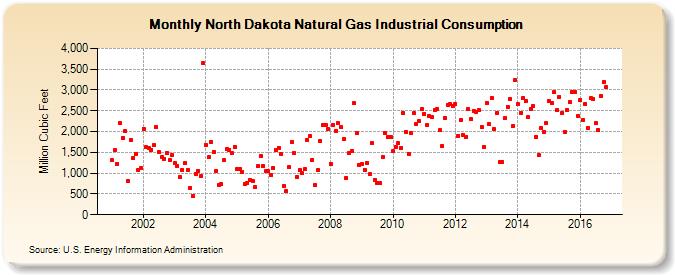 Monthly North Dakota Natural Gas Industrial Consumption
Million Cubic Feet
4,000
3,500
3,000
2,500
2,000
1,500
1,000
500
0
2002 2004 2006 2008 2010 2012 2014 2016
Source: U.S. Energy Information Administration